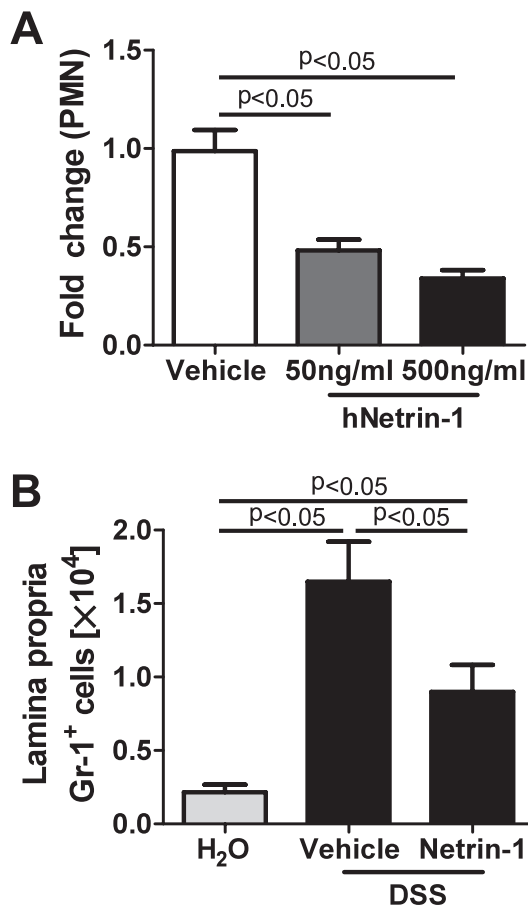 A
Fold change (PMN)
1.5
1.0
0.5
0.0
p<0.05
p<0.05
Vehicle 50ng/ml 500ng/ml
hNetrin-1
B
Lamina propria
Gr-1⁺ cells [×10⁴]
2.0
1.5
1.0
0.5
0.0
p<0.05
p<0.05 p<0.05
H₂O Vehicle Netrin-1
DSS